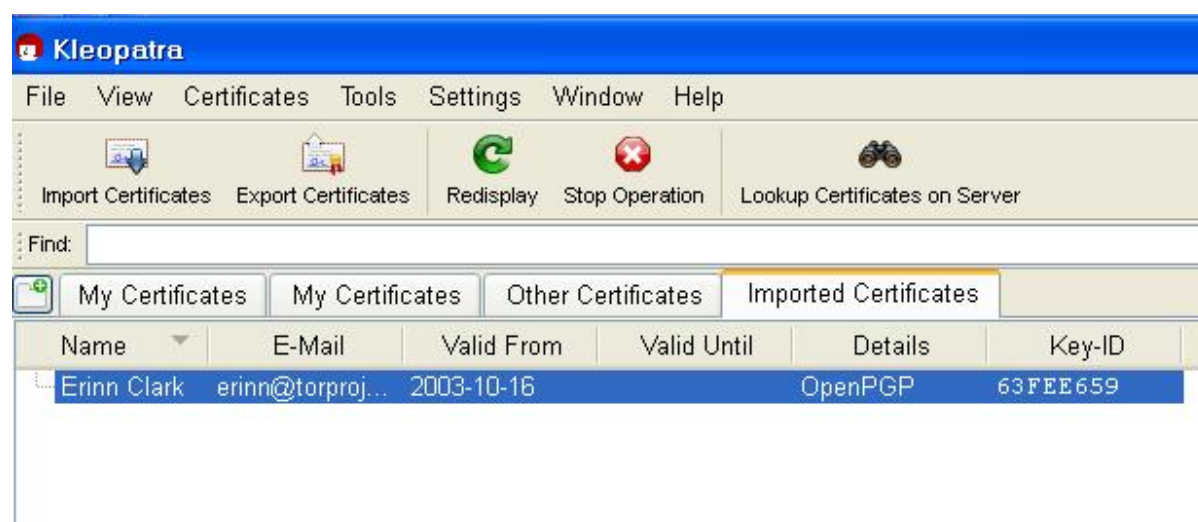 Kleopatra
File View Certificates Tools Settings Window Help
Import Certificates Export Certificates Redisplay Stop Operation Lookup Certificates on Server
Find:
My Certificates My Certificates Other Certificates Imported Certificates
Name E-Mail Valid From Valid Until Details Key-ID
Erinn Clark erinn@torproj... 2003-10-16 OpenPGP 63FEE659